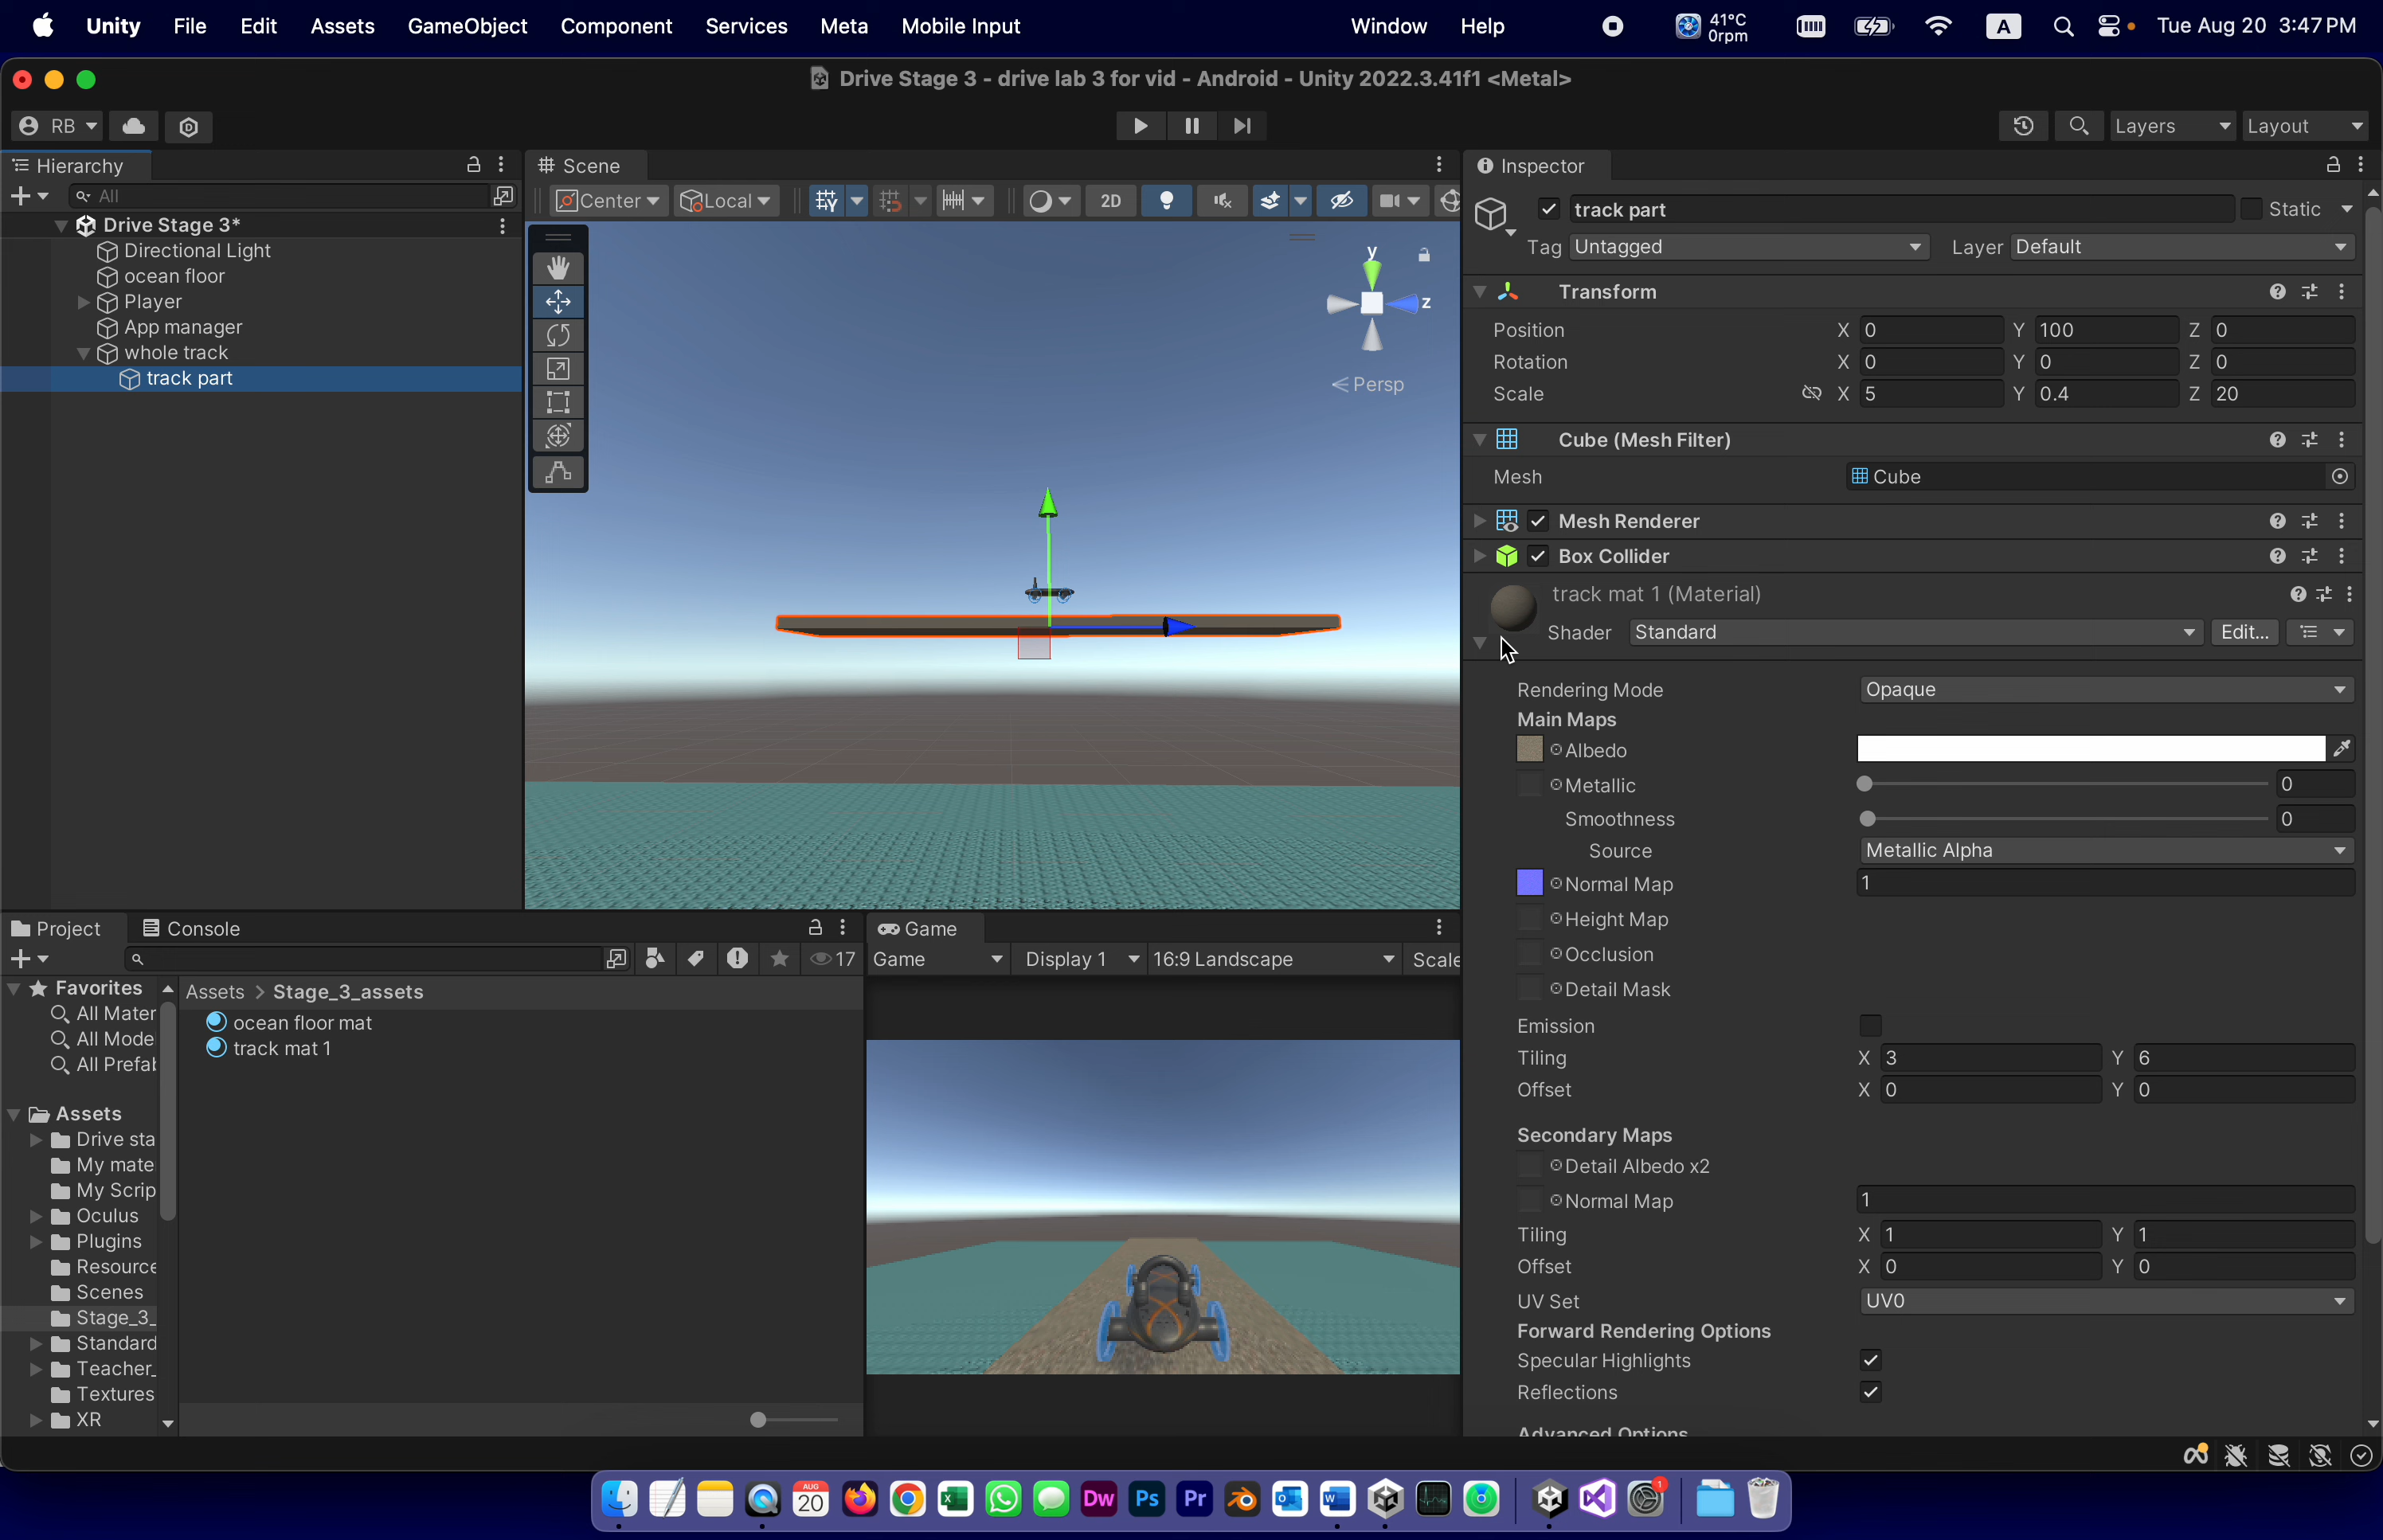 Unity File Edit Assets GameObject Component Services Meta Mobile Input Window Help 41°C 0rpm A Tue Aug 20 3:47 PM
Drive Stage 3 - drive lab 3 for vid - Android - Unity 2022.3.41f1 <Metal>
RB Layers Layout
Hierarchy
All
Drive Stage 3*
Directional Light
ocean floor
Player
App manager
whole track
track part
Scene
Center Local 2D
y
z
Persp
Inspector
track part Static
Tag Untagged Layer Default
Transform
Position X 0 Y 100 Z 0
Rotation X 0 Y 0 Z 0
Scale X 5 Y 0.4 Z 20
Cube (Mesh Filter)
Mesh Cube
Mesh Renderer
Box Collider
track mat 1 (Material)
Shader Standard Edit...
Rendering Mode Opaque
Main Maps
Albedo
Metallic 0
Smoothness 0
Source Metallic Alpha
Normal Map 1
Height Map
Occlusion
Detail Mask
Emission
Tiling X 3 Y 6
Offset X 0 Y 0
Secondary Maps
Detail Albedo x2
Normal Map 1
Tiling X 1 Y 1
Offset X 0 Y 0
UV Set UV0
Forward Rendering Options
Specular Highlights
Reflections
Advanced Options
Project Console
17
Favorites
All Mater
All Mode
All Prefat
Assets
Drive sta
My mate
My Scrip
Oculus
Plugins
Resource
Scenes
Stage_3_
Standard
Teacher_
Textures
XR
Assets > Stage_3_assets
ocean floor mat
track mat 1
Game
Game Display 1 16:9 Landscape Scale
AUG
20
Dw Ps Pr
1